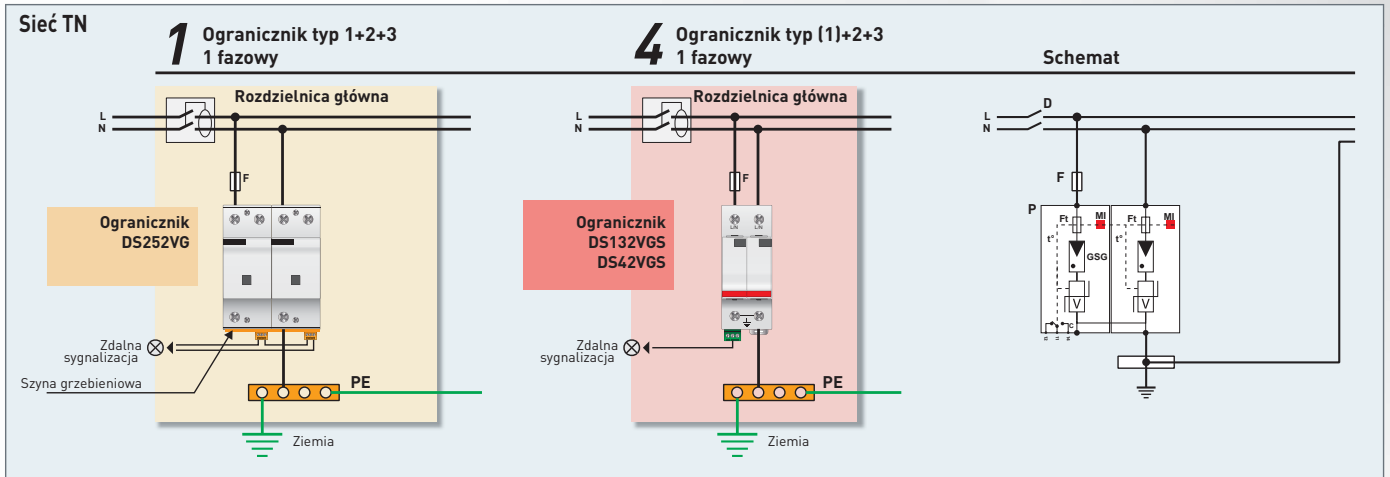 Sieć TN
1
Ogranicznik typ 1+2+3
1 fazowy
4
Ogranicznik typ (1)+2+3
1 fazowy
Schemat
Rozdzielnica główna
L
N
F
Ogranicznik
DS252VG
Zdalna
sygnalizacja
Szyna grzebieniowa
PE
Ziemia
Rozdzielnica główna
L
N
F
L/N
L/N
Ogranicznik
DS132VGS
DS42VGS
Zdalna
sygnalizacja
PE
Ziemia
D
L
N
F
P
Ft
MI
Ft
MI
t°
t°
GSG
V
V
C